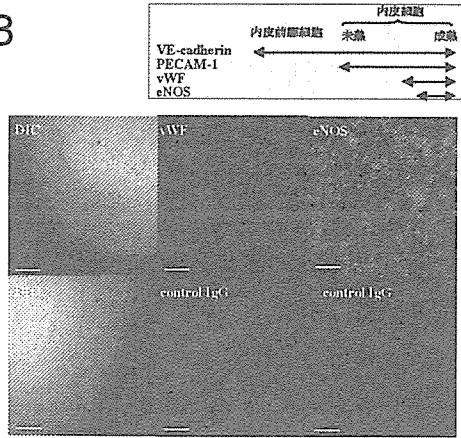 B
内皮細胞
内皮前駆細胞 未熟 成熟
VE-cadherin
PECAM-1
vWF
eNOS
DIC vWF eNOS
DIC control IgG control IgG